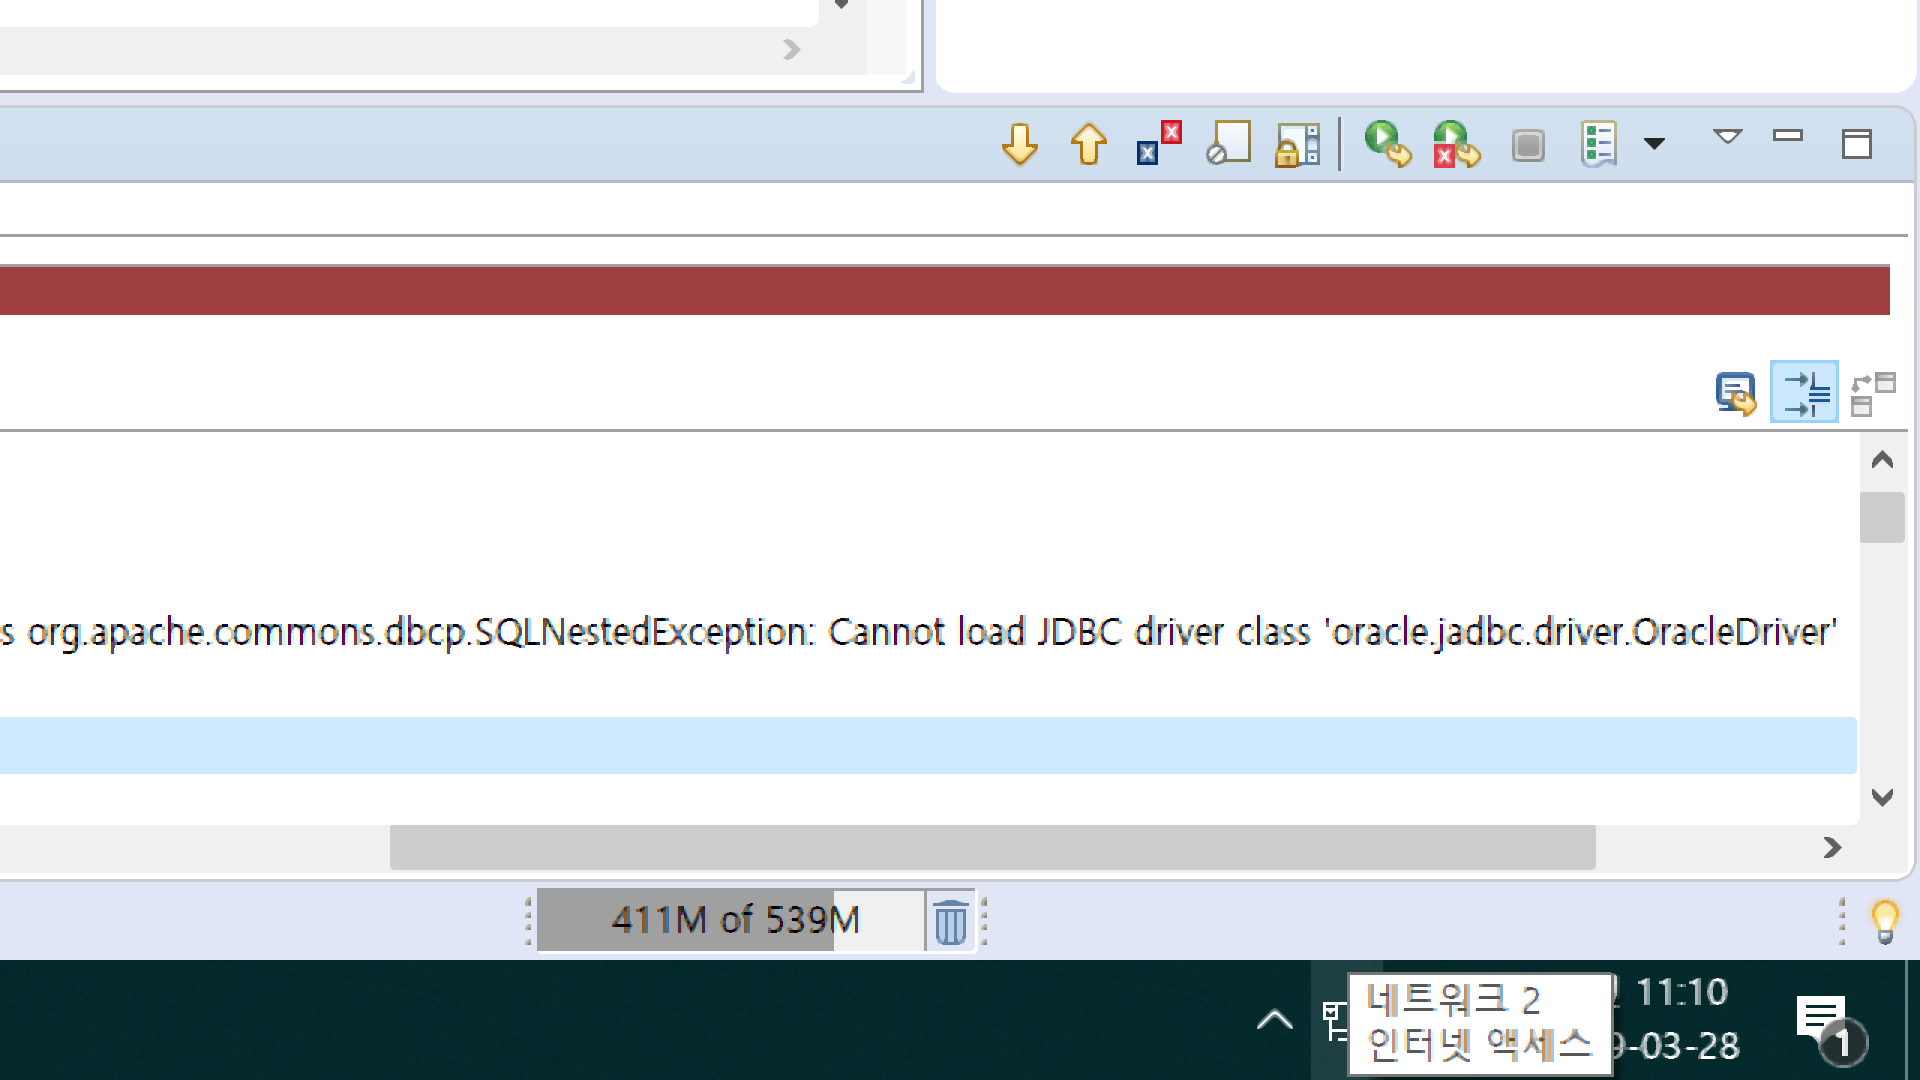 s org.apache.commons.dbcp.SQLNestedException: Cannot load JDBC driver class 'oracle.jadbc.driver.OracleDriver'
411M of 539M
네트워크 2
인터넷 액세스
11:10
9-03-28
1